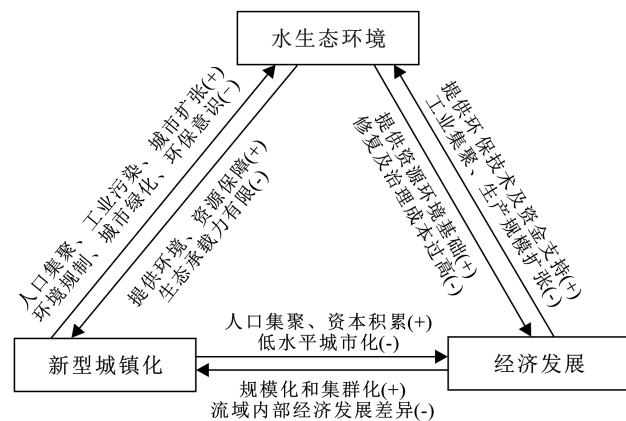 水生态环境
人口集聚、工业污染、城市扩张(+)
环境规制、城市绿化、环保意识(-)
提供环境、资源保障(+)
生态承载力有限(-)
提供资源环境基础(+)
修复及治理成本过高(-)
提供环保技术及资金支持(+)
工业集聚、生产规模扩张(-)
新型城镇化
人口集聚、资本积累(+)
低水平城市化(-)
规模化和集群化(+)
流域内部经济发展差异(-)
经济发展